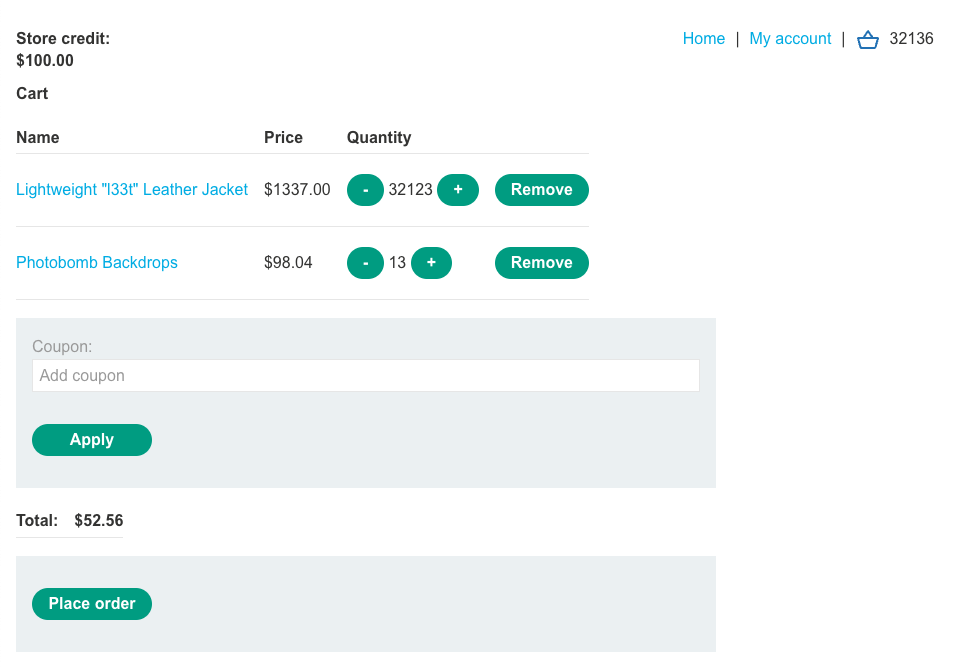 Store credit:
$100.00
Home | My account | 32136
Cart
Name Price Quantity
Lightweight "l33t" Leather Jacket $1337.00 - 32123 + Remove
Photobomb Backdrops $98.04 - 13 + Remove
Coupon:
Add coupon
Apply
Total: $52.56
Place order